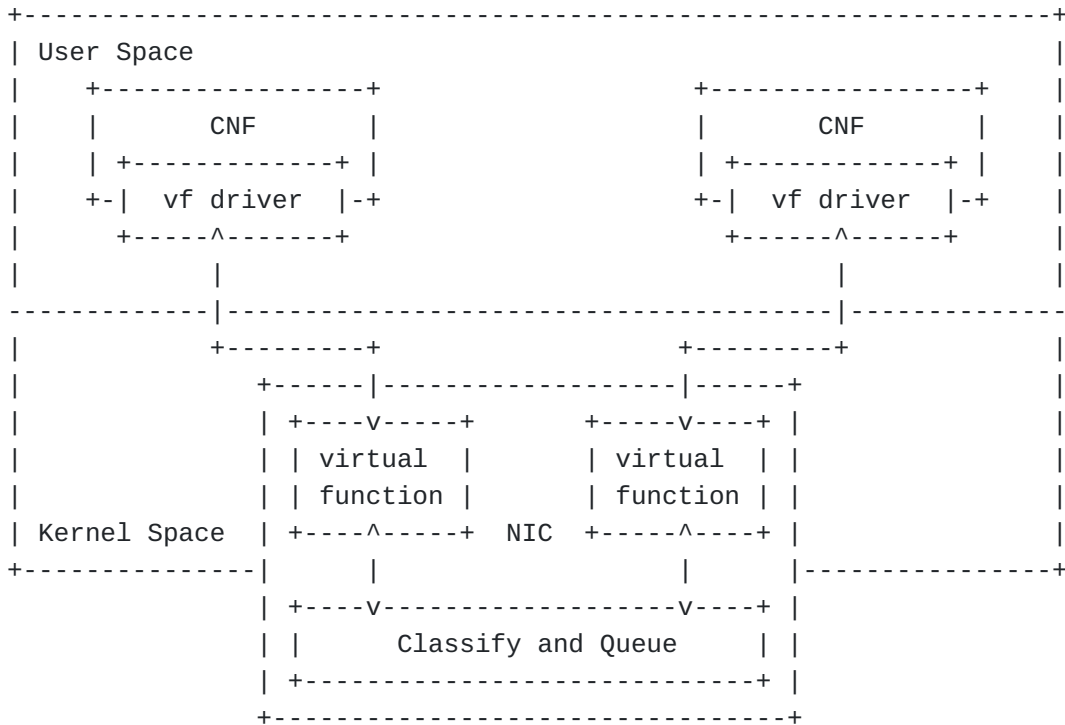 User Space
CNF CNF
vf driver vf driver
virtual virtual
function function
Kernel Space NIC
Classify and Queue